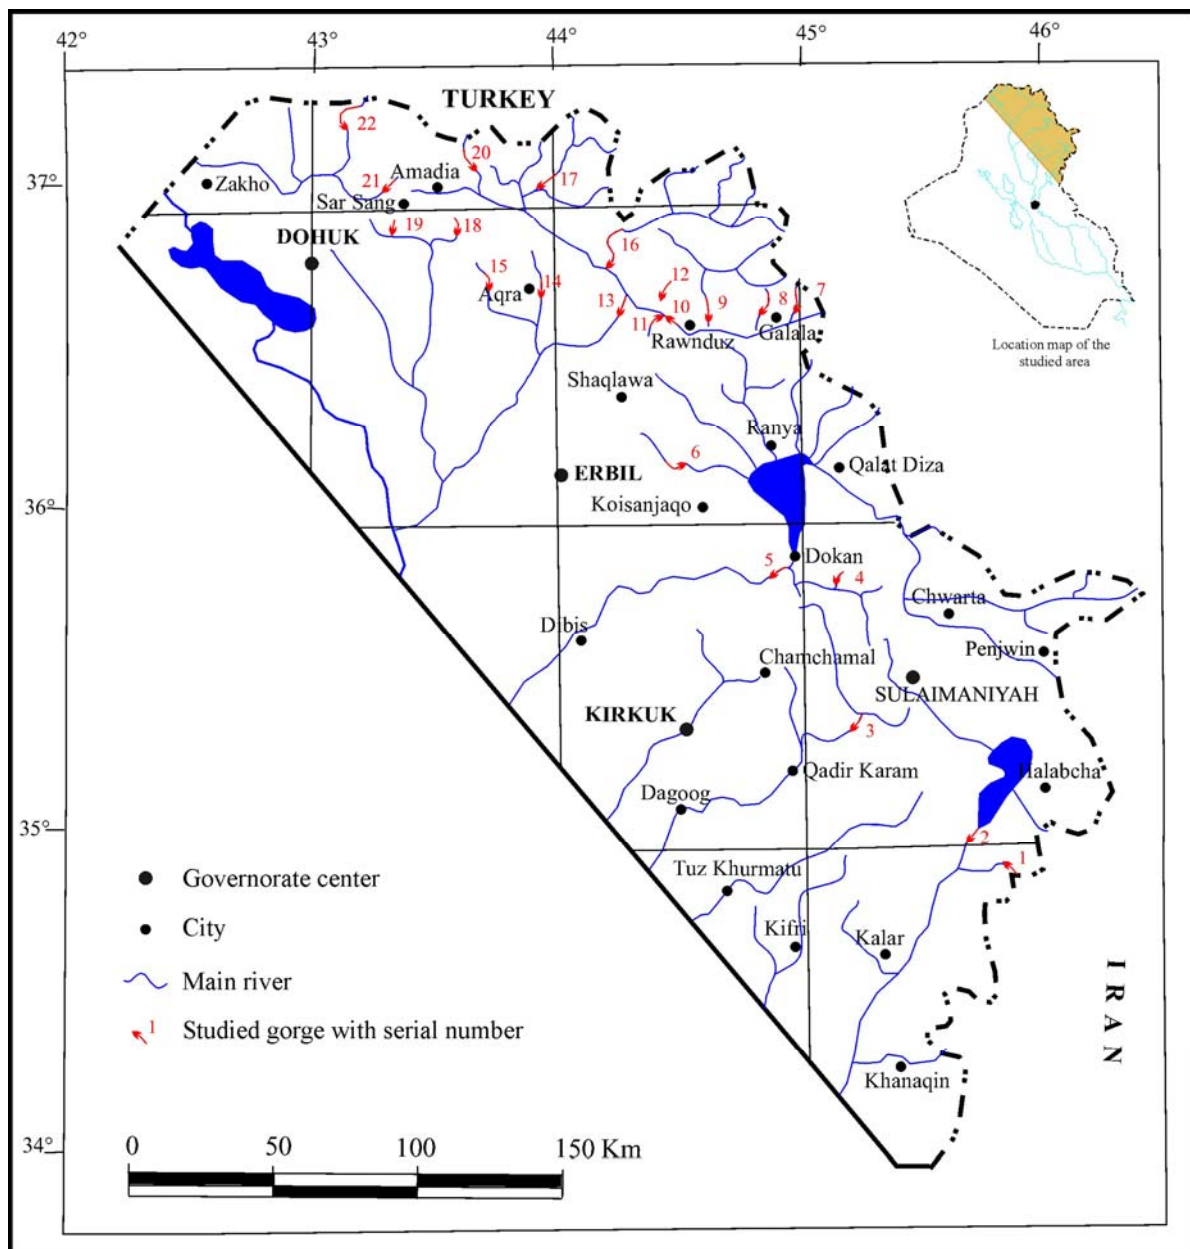 42° 43° 44° 45° 46°
TURKEY
22
20
Amadia
37°
Zakho
21
17
Sar Sang
19
18
16
DOHUK
15
14
12
7
Aqra
13
9
8
11
10
Rawnduz
Galala
Location map of the
studied area
Shaqlawa
Ranya
6
Qalat Diza
ERBIL
36°
Koisanjaqo
5
Dokan
4
Chwarta
Dibis
Penjwin
Chamchamal
SULAIMANIYAH
KIRKUK
3
Qadir Karam
Halabcha
Dagoog
35°
2
1
Tuz Khurmatu
Governorate center
City
Kifri
Kalar
Main river
IRAN
1
Studied gorge with serial number
Khanaqin
34°
0 50 100 150 Km